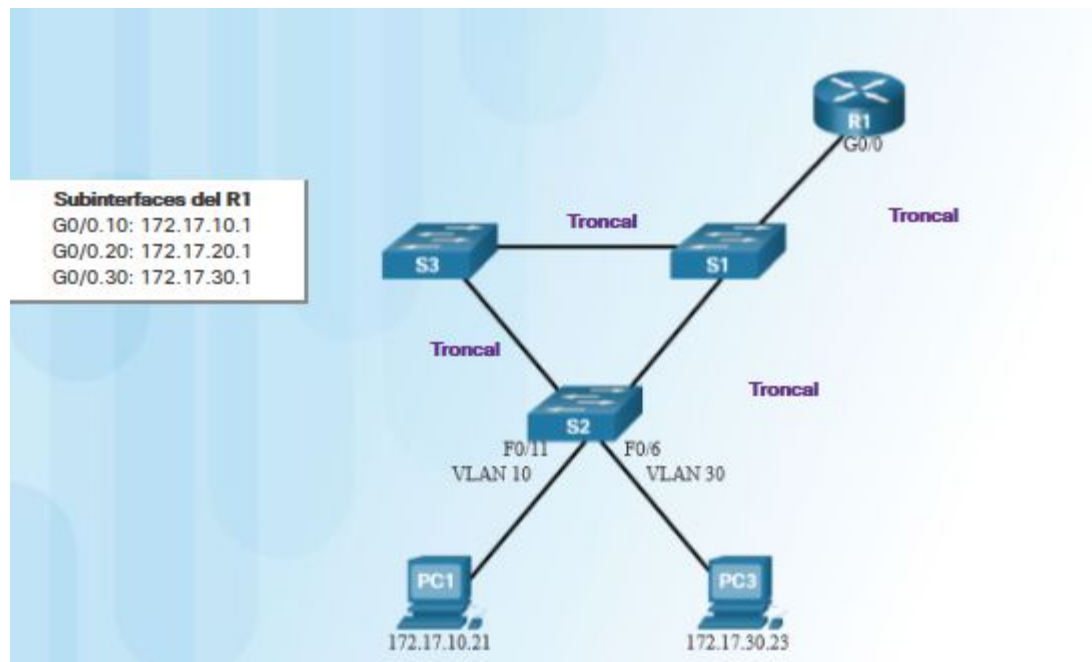 Subinterfaces del R1
G0/0.10: 172.17.10.1
G0/0.20: 172.17.20.1
G0/0.30: 172.17.30.1
R1
G0/0
Troncal
Troncal
S3
S1
Troncal
Troncal
S2
F0/11
F0/6
VLAN 10
VLAN 30
PC1
PC3
172.17.10.21
172.17.30.23